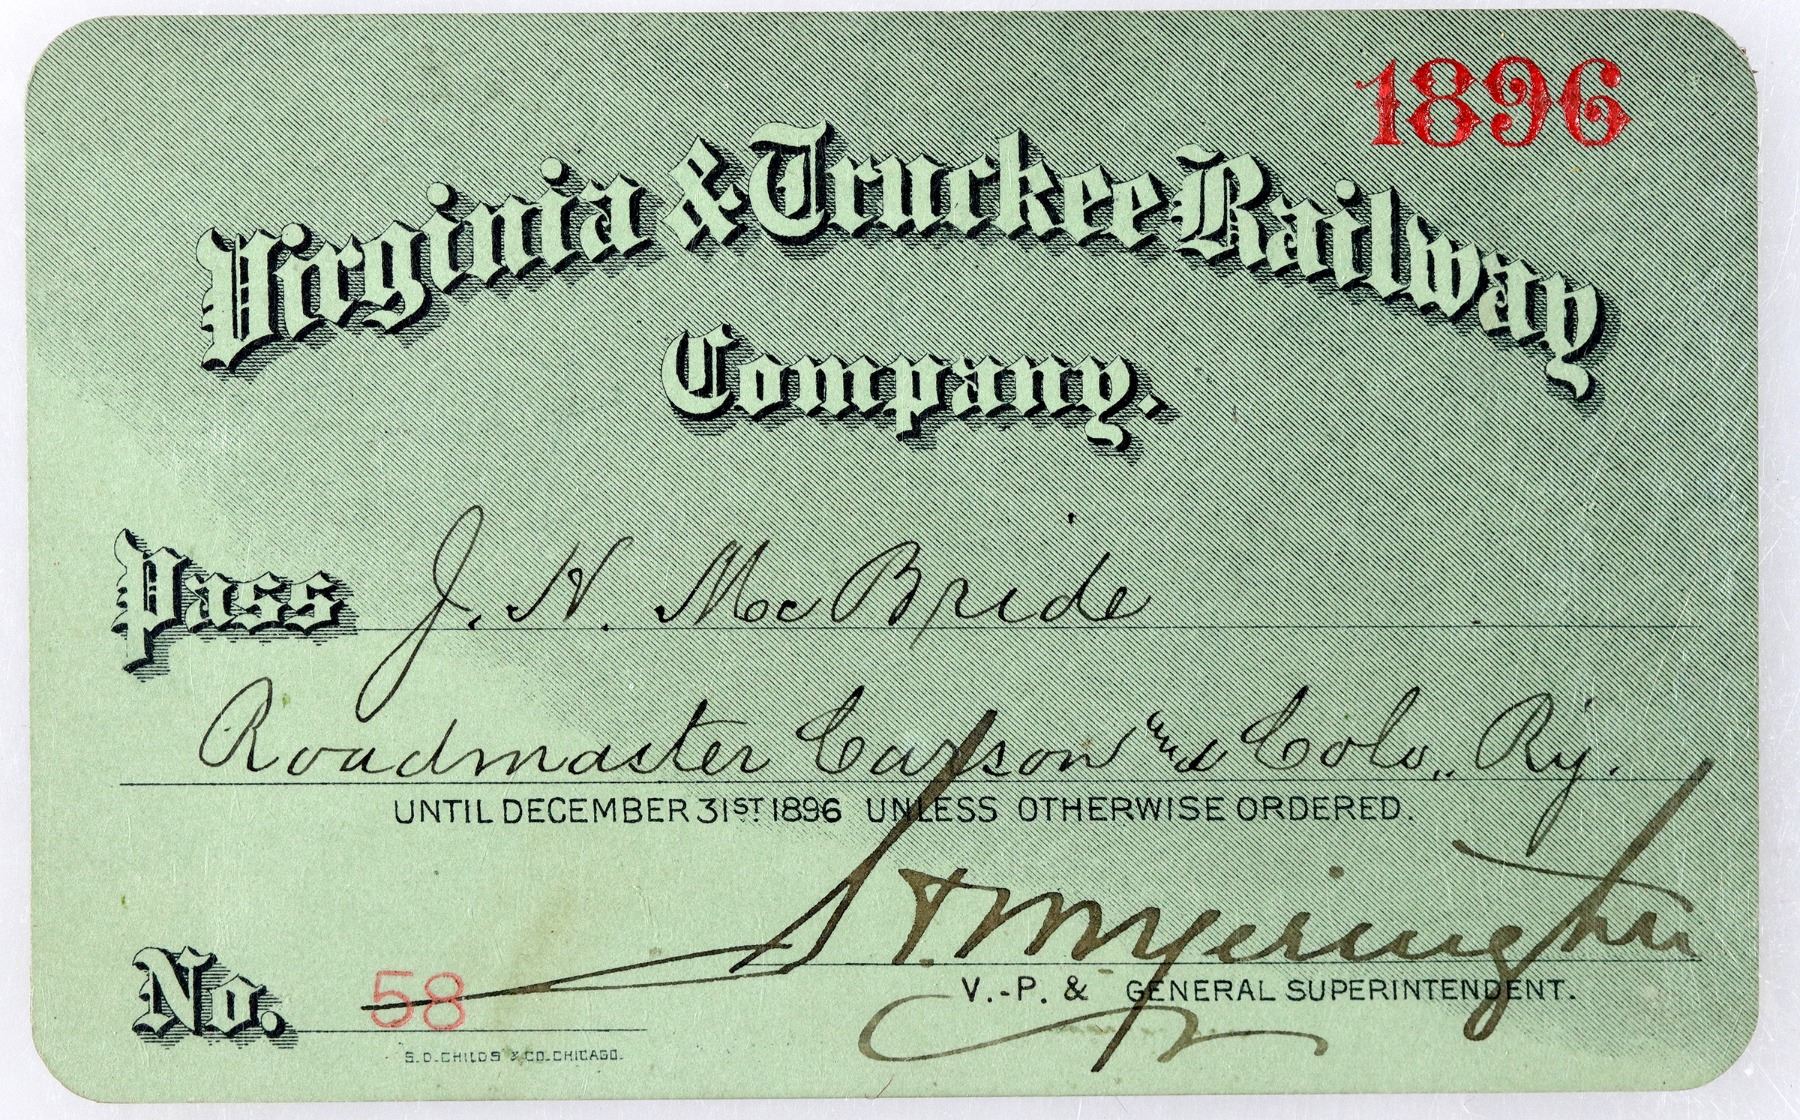 1896
Virginia & Truckee Railway
Company.
Pass J. N. McBride
Roadmaster Carson and Colo. Ry.
UNTIL DECEMBER 31ST 1896 UNLESS OTHERWISE ORDERED.
V.-P. & GENERAL SUPERINTENDENT.
No. 58
S.D. CHILDS & CO. CHICAGO.